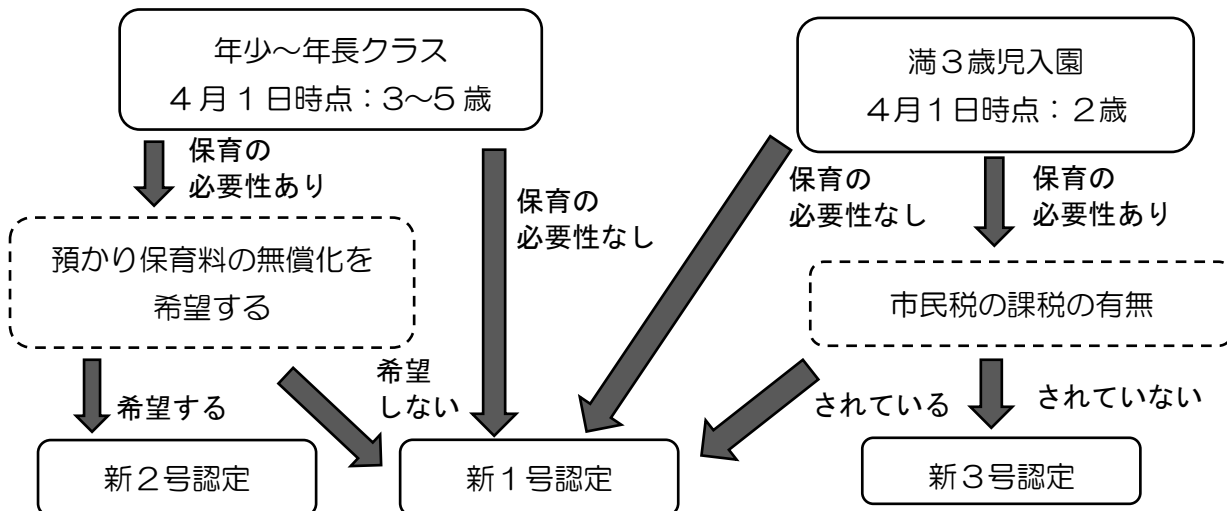 年少～年長クラス
４月１日時点：３～５歳
満３歳児入園
４月１日時点：２歳
保育の
必要性あり
保育の
必要性なし
保育の
必要性なし
保育の
必要性あり
預かり保育料の無償化を
希望する
市民税の課税の有無
希望する
希望
しない
されている
されていない
新２号認定
新１号認定
新３号認定